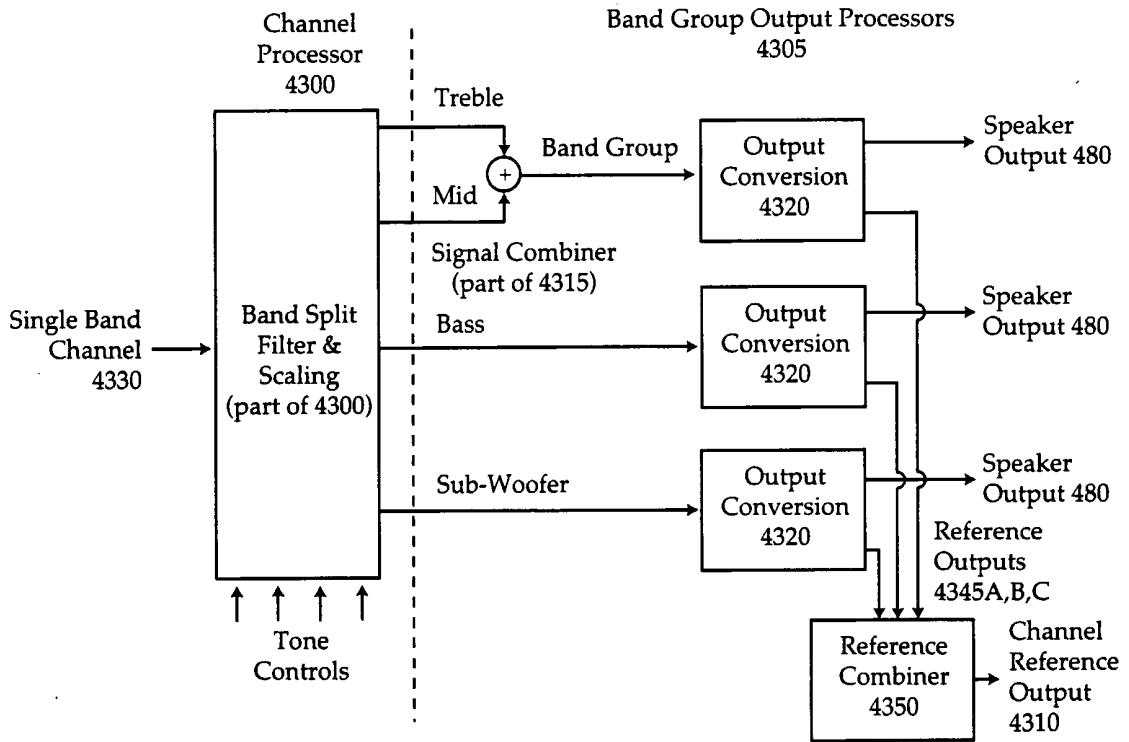 Channel
Processor
4300
Band Group Output Processors
4305
Treble
Mid
+
Band Group
Signal Combiner
(part of 4315)
Output
Conversion
4320
Speaker
Output 480
Single Band
Channel
4330
Band Split
Filter &
Scaling
(part of 4300)
Bass
Output
Conversion
4320
Speaker
Output 480
Sub-Woofer
Output
Conversion
4320
Speaker
Output 480
Reference
Outputs
4345A,B,C
Tone
Controls
Reference
Combiner
4350
Channel
Reference
Output
4310